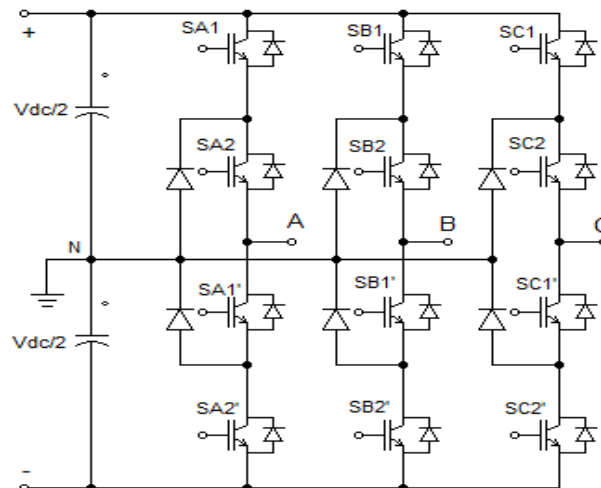 SA1
SB1
SC1
+
Vdc/2
SA2
SB2
SC2
A
B
C
N
SA1'
SB1'
SC1'
Vdc/2
SA2'
SB2'
SC2'
-